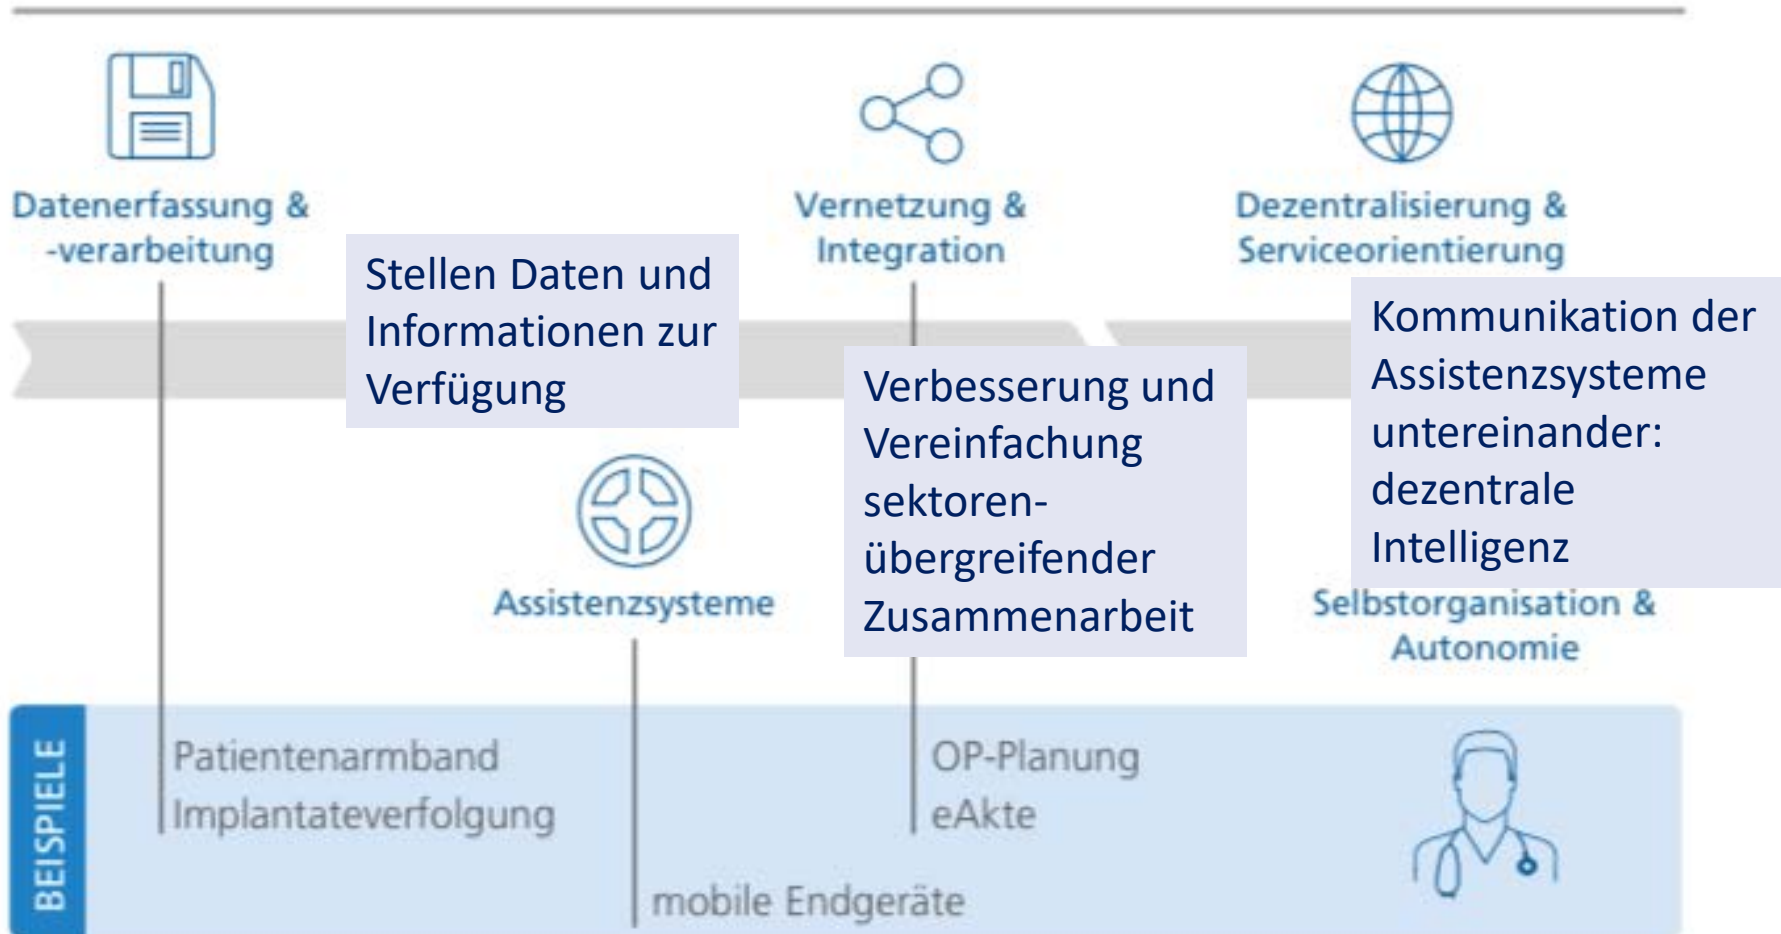 Datenerfassung &
-verarbeitung
Stellen Daten und
Informationen zur
Verfügung
Assistenzsysteme
Vernetzung &
Integration
Verbesserung und
Vereinfachung
sektoren-
übergreifender
Zusammenarbeit
Dezentralisierung &
Serviceorientierung
Kommunikation der
Assistenzsysteme
untereinander:
dezentrale
Intelligenz
Selbstorganisation &
Autonomie
BEISPIELE
Patientenarmband
Implantateverfolgung
mobile Endgeräte
OP-Planung
eAkte